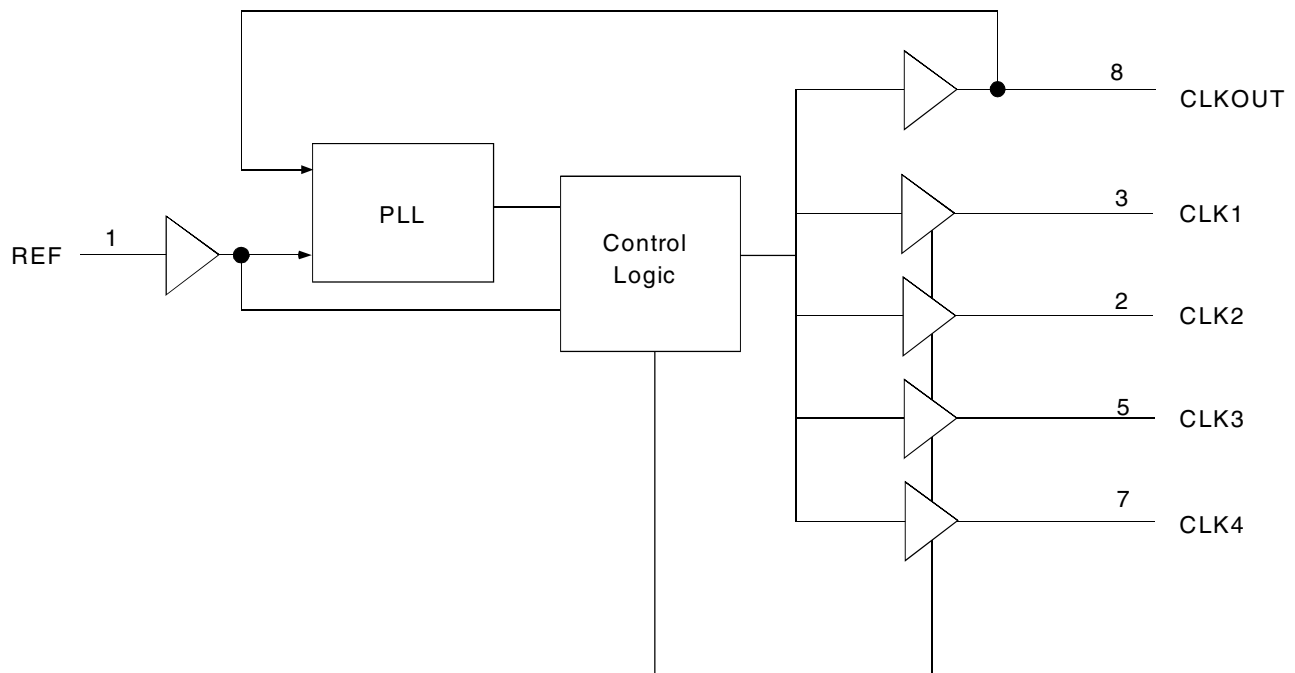 8
CLKOUT
PLL
3
CLK1
REF
1
Control
Logic
2
CLK2
5
CLK3
7
CLK4